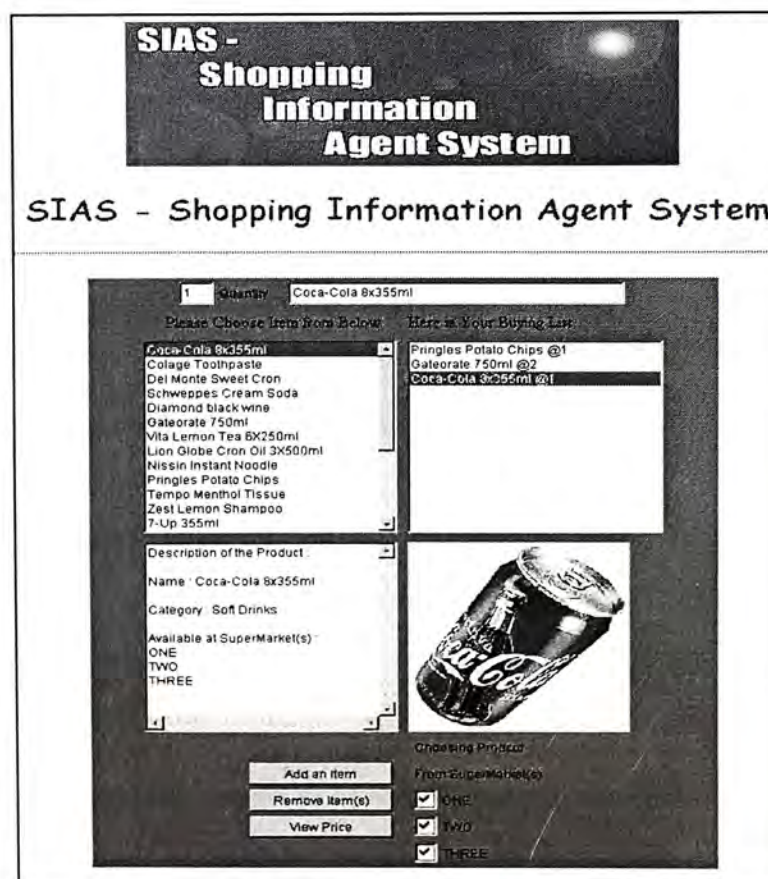 SIAS -
Shopping
Information
Agent System
SIAS - Shopping Information Agent System
1 Quantity Coca-Cola 8x355ml
Please Choose Item from Below Here is Your Buying List
Coca-Cola 8x355ml
Colage Toothpaste
Del Monte Sweet Cron
Schweppes Cream Soda
Diamond black wine
Gateorate 750ml
Vita Lemon Tea 6X250ml
Lion Globe Cron Oil 3X500ml
Nissin Instant Noodle
Pringles Potato Chips
Tempo Menthol Tissue
Zest Lemon Shampoo
7-Up 355ml
Pringles Potato Chips @1
Gateorate 750ml @2
Coca-Cola 8x355ml @1
Description of the Product :
Name : Coca-Cola 8x355ml
Category : Soft Drinks
Available at SuperMarket(s) :
ONE
TWO
THREE
Coca-Cola
Choosing Product
From SuperMarket(s)
Add an Item
Remove Item(s)
View Price
ONE
TWO
THREE